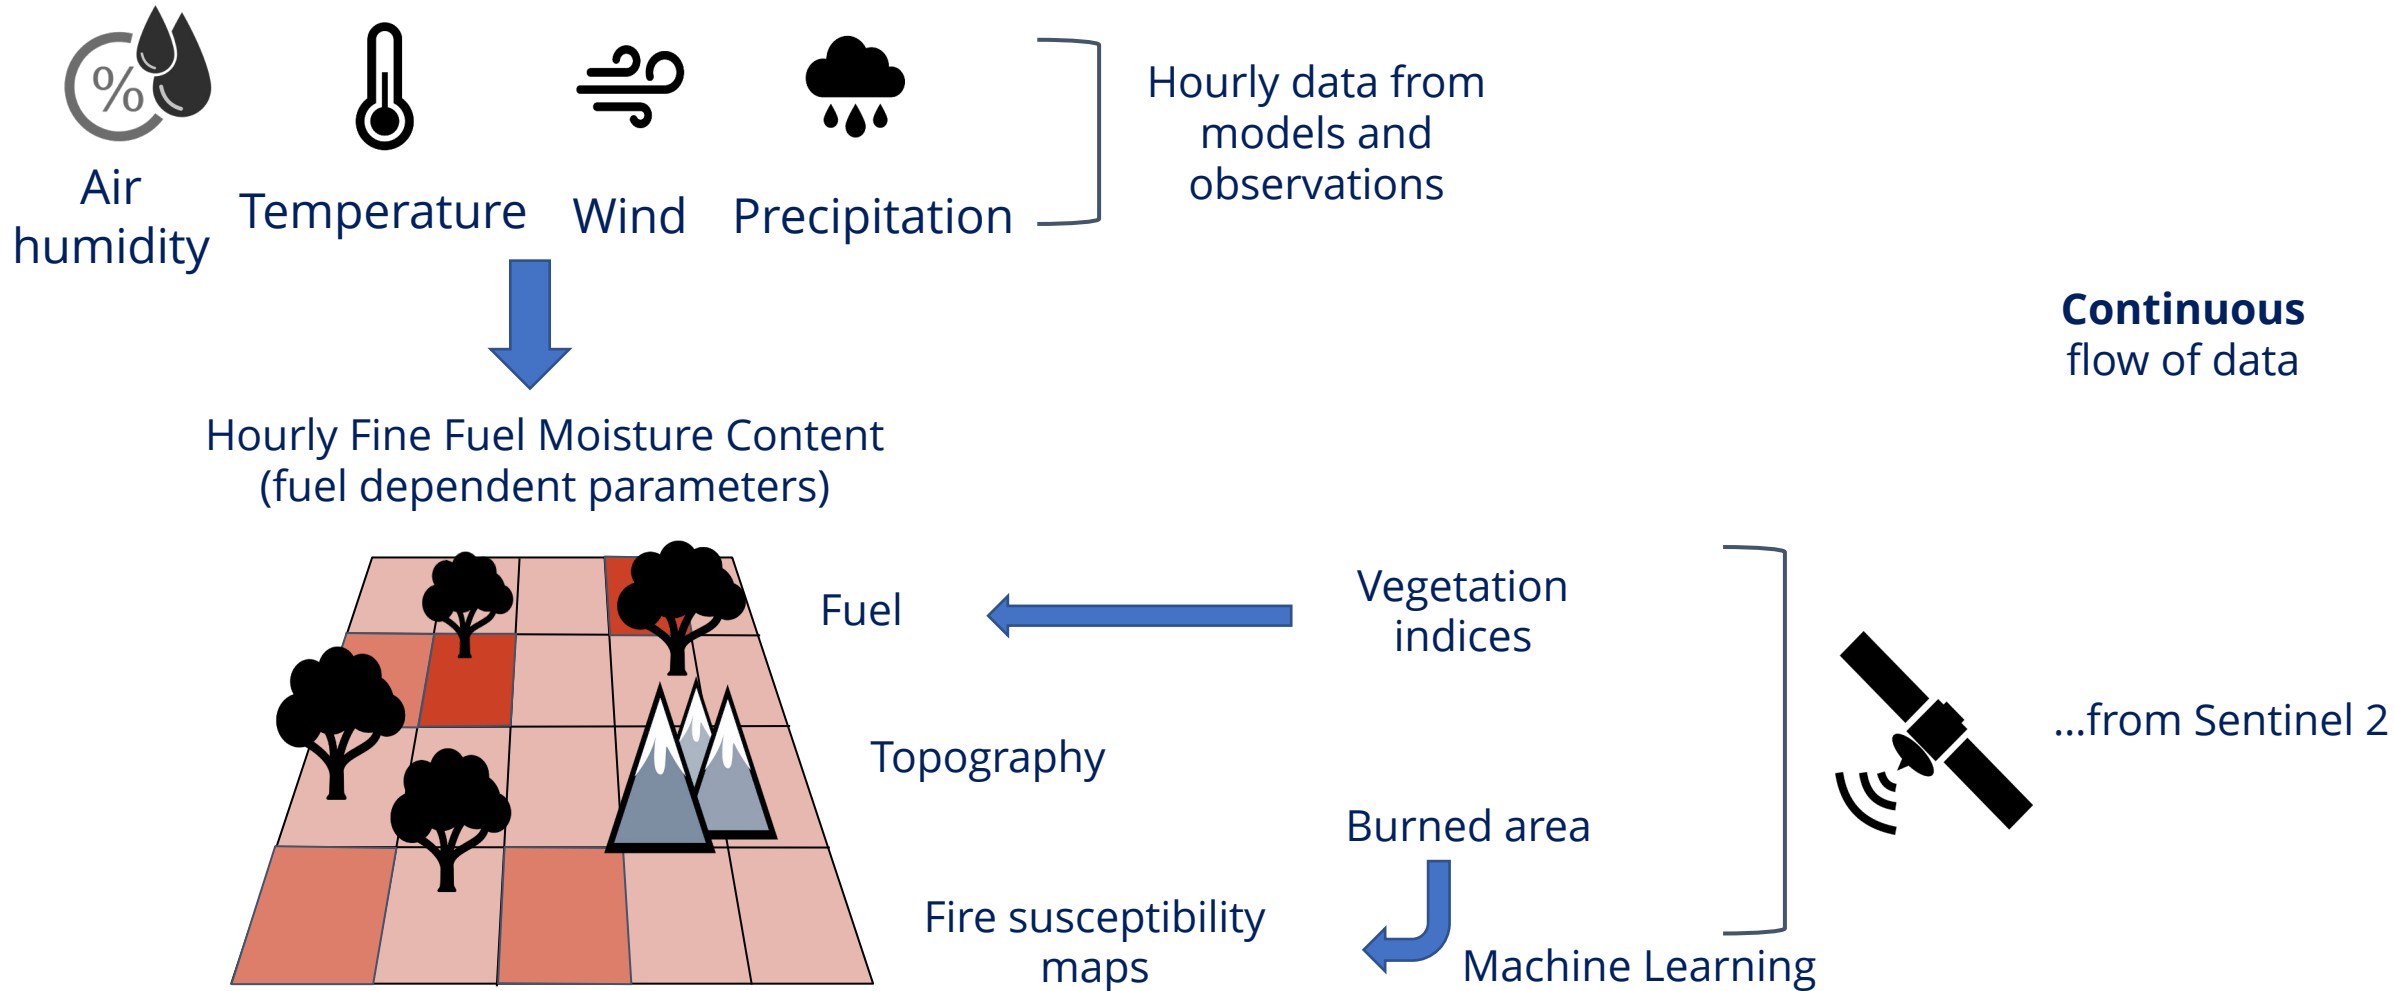 %
Air
humidity
Temperature
Wind
Precipitation
Hourly data from
models and
observations
Continuous
flow of data
Hourly Fine Fuel Moisture Content
(fuel dependent parameters)
Fuel
Vegetation
indices
...from Sentinel 2
Topography
Burned area
Fire susceptibility
maps
Machine Learning